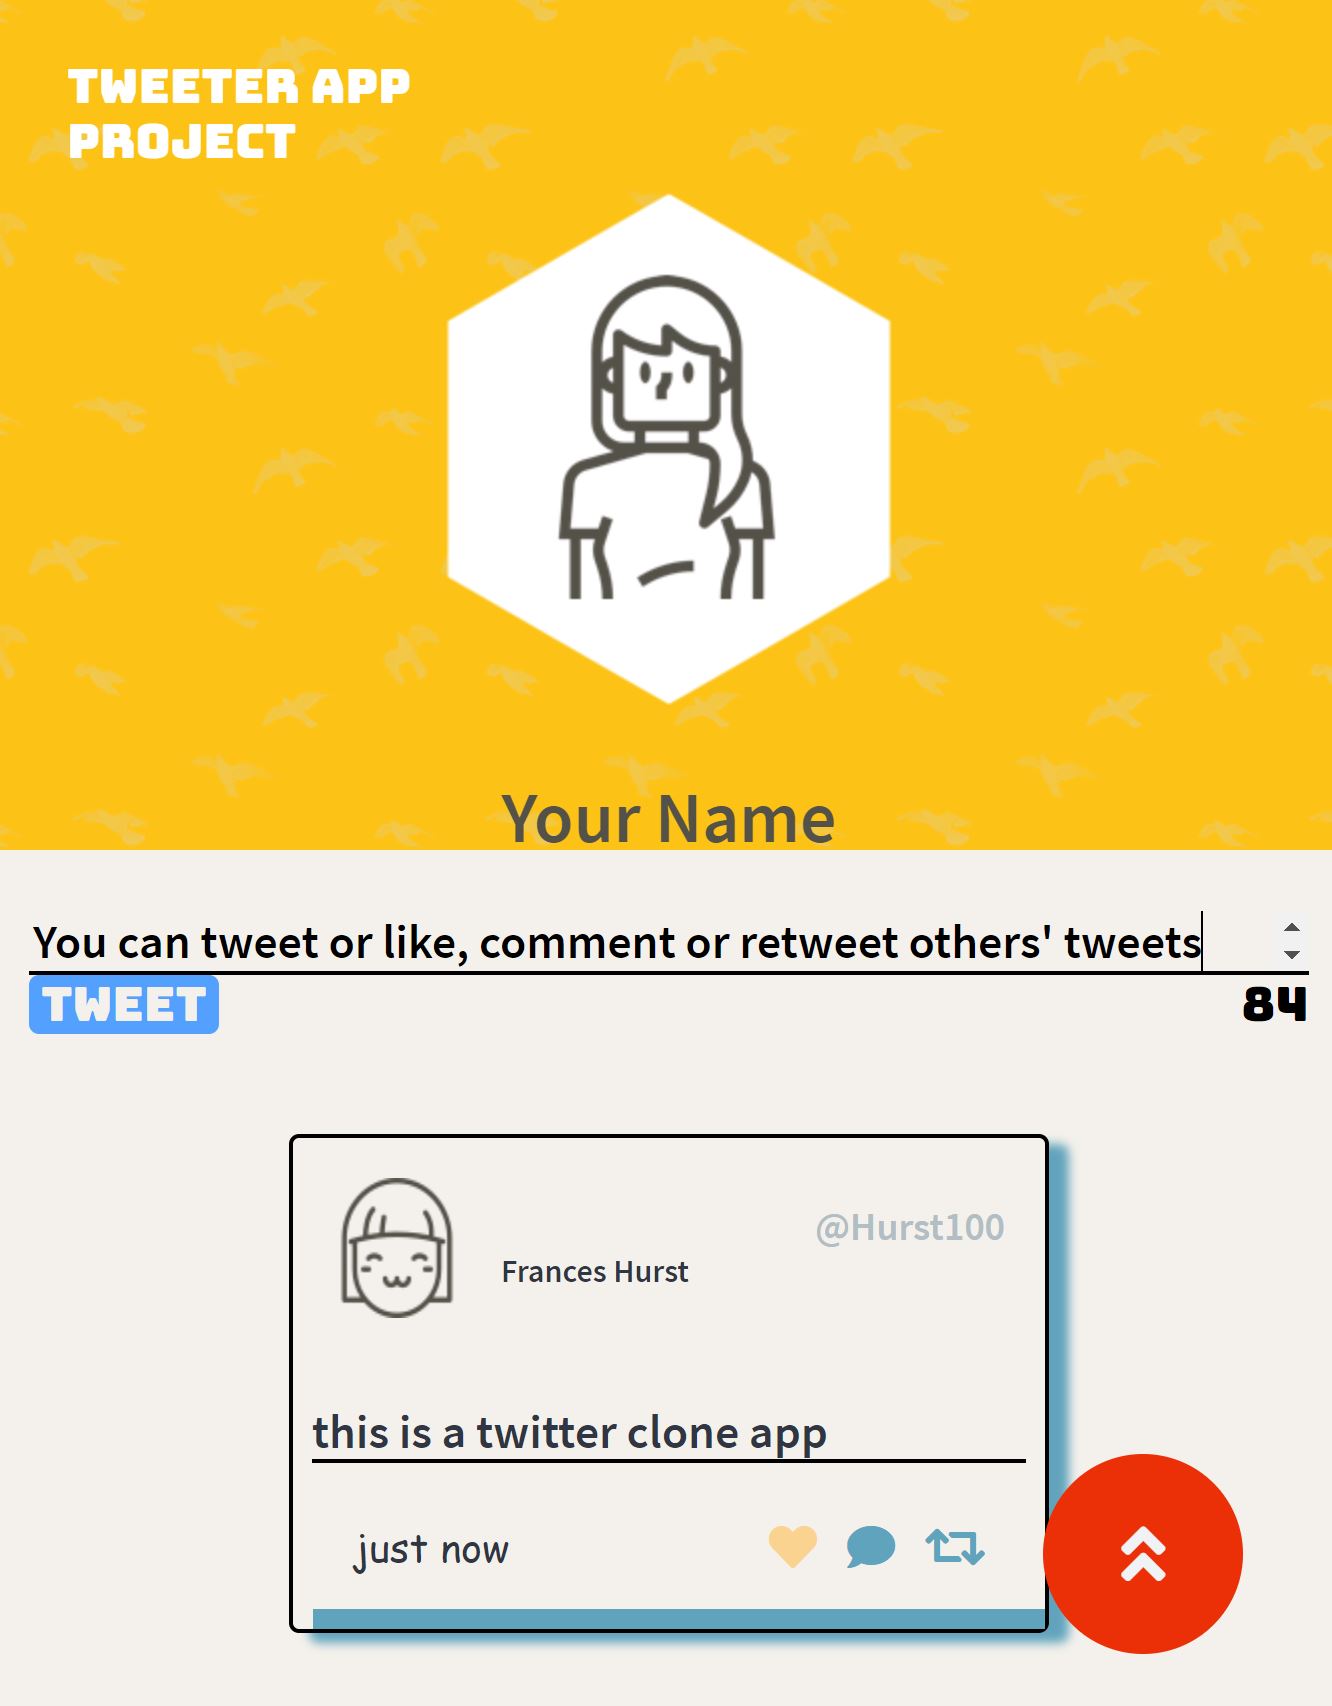 TWEETER APP
PROJECT
Your Name
You can tweet or like, comment or retweet others' tweets
TWEET
84
@Hurst100
Frances Hurst
this is a twitter clone app
just now